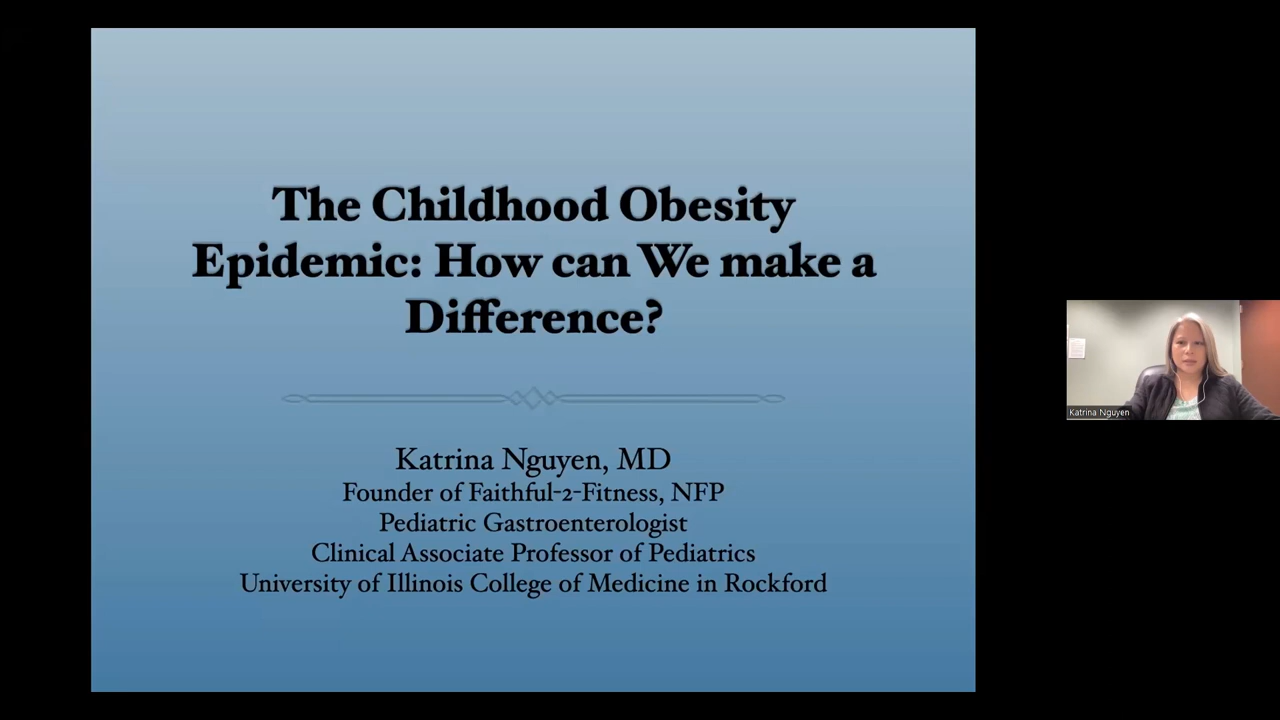 The Childhood Obesity
Epidemic: How can We make a
Difference?
Katrina Nguyen, MD
Founder of Faithful-2-Fitness, NFP
Pediatric Gastroenterologist
Clinical Associate Professor of Pediatrics
University of Illinois College of Medicine in Rockford
Katrina Nguyen